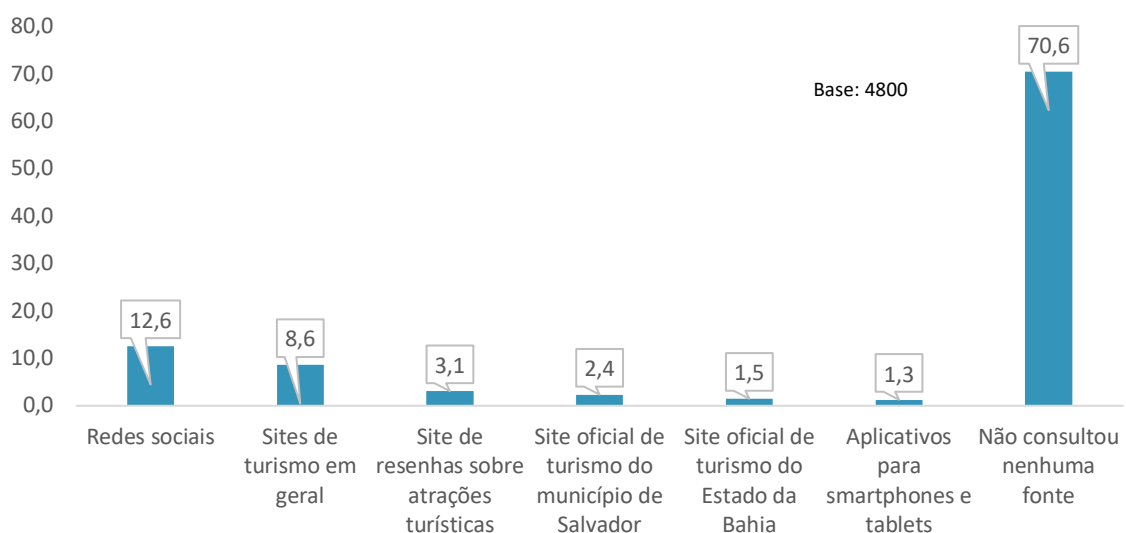 80,0
70,0
60,0
50,0
40,0
30,0
20,0
10,0
0,0
Base: 4800
12,6
8,6
3,1
2,4
1,5
1,3
70,6
Redes sociais
Sites de
turismo em
geral
Site de
resenhas sobre
atrações
turísticas
Site oficial de
turismo do
município de
Salvador
Site oficial de
turismo do
Estado da
Bahia
Aplicativos
para
smartphones e
tablets
Não consultou
nenhuma
fonte